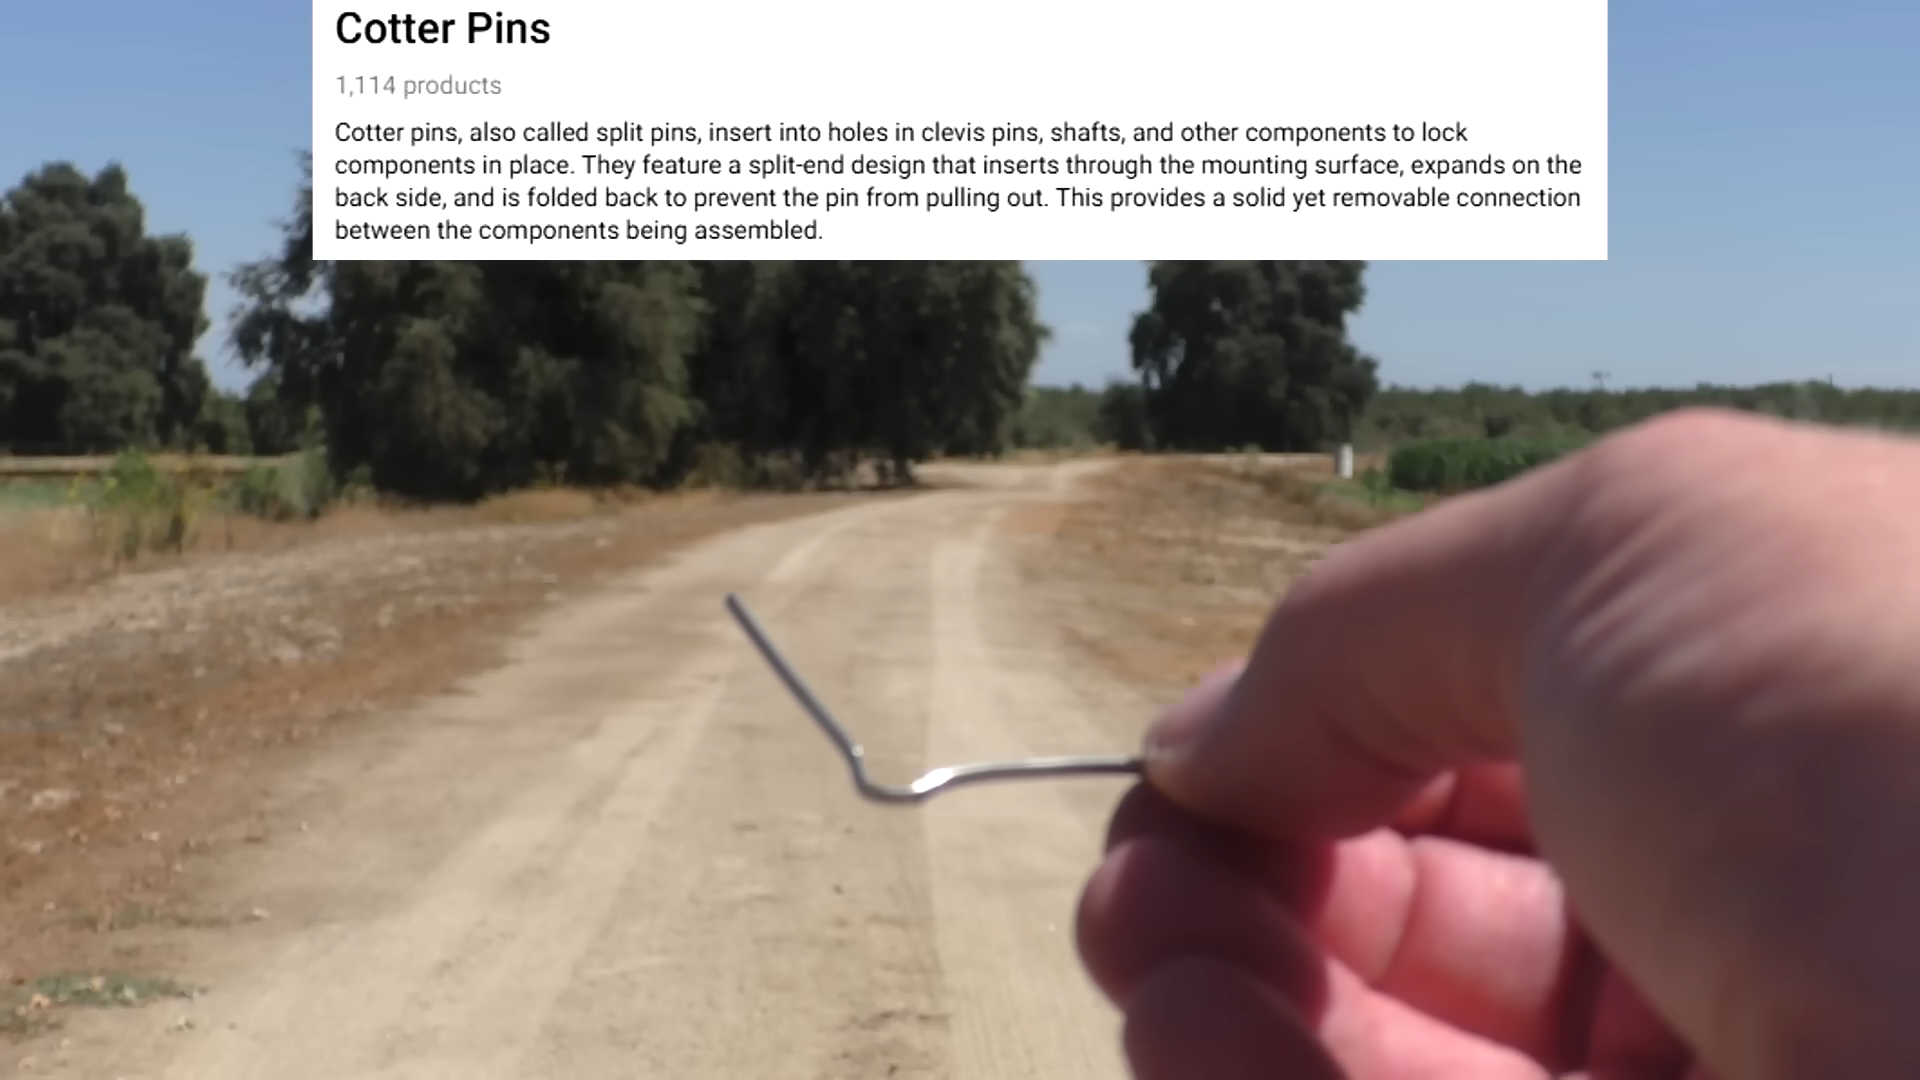 Cotter Pins
1,114 products
Cotter pins, also called split pins, insert into holes in clevis pins, shafts, and other components to lock
components in place. They feature a split-end design that inserts through the mounting surface, expands on the
back side, and is folded back to prevent the pin from pulling out. This provides a solid yet removable connection
between the components being assembled.